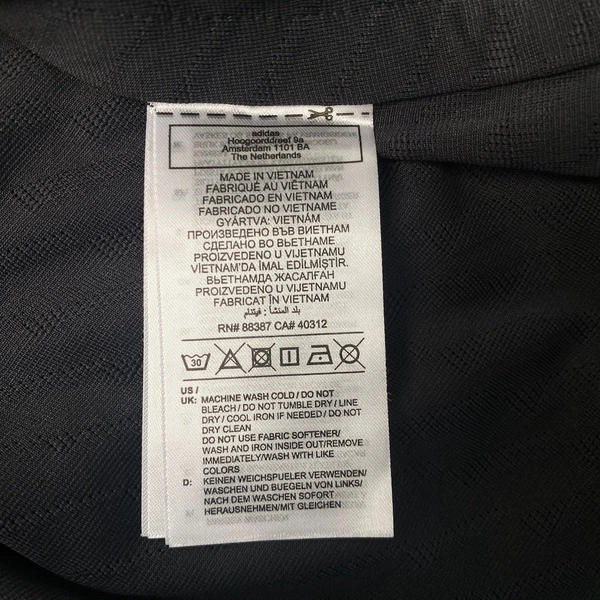 adidas
Hoogoorddreef 9a
Amsterdam 1101 BA
The Netherlands
MADE IN VIETNAM
FABRIQUÉ AU VIÊTNAM
FABRICADO EN VIETNAM
FABRICADO NO VIETNAME
GYÁRTVA: VIETNÁM
ПРОИЗВЕДЕНО ВЪВ ВИЕТНАМ
СДЕЛАНО ВО ВЬЕТНАМЕ
PROIZVEDENO U VIJETNAMU
VİETNAM'DA İMAL EDİLMİŞTİR.
ВЬЕТНАМДА ЖАСАЛҒАН
PROIZVEDENO U VIJETNAMU
FABRICAT ÎN VIETNAM
بلد المنشأ : فيتنام
RN# 88387 CA# 40312
30
US /
UK: MACHINE WASH COLD / DO NOT
BLEACH / DO NOT TUMBLE DRY / LINE
DRY / COOL IRON IF NEEDED / DO NOT
DRY CLEAN
DO NOT USE FABRIC SOFTENER/
WASH AND IRON INSIDE OUT/REMOVE
IMMEDIATELY/WASH WITH LIKE
COLORS
D: KEINEN WEICHSPUELER VERWENDEN/
WASCHEN UND BUEGELN VON LINKS/
NACH DEM WASCHEN SOFORT
HERAUSNEHMEN/MIT GLEICHEN